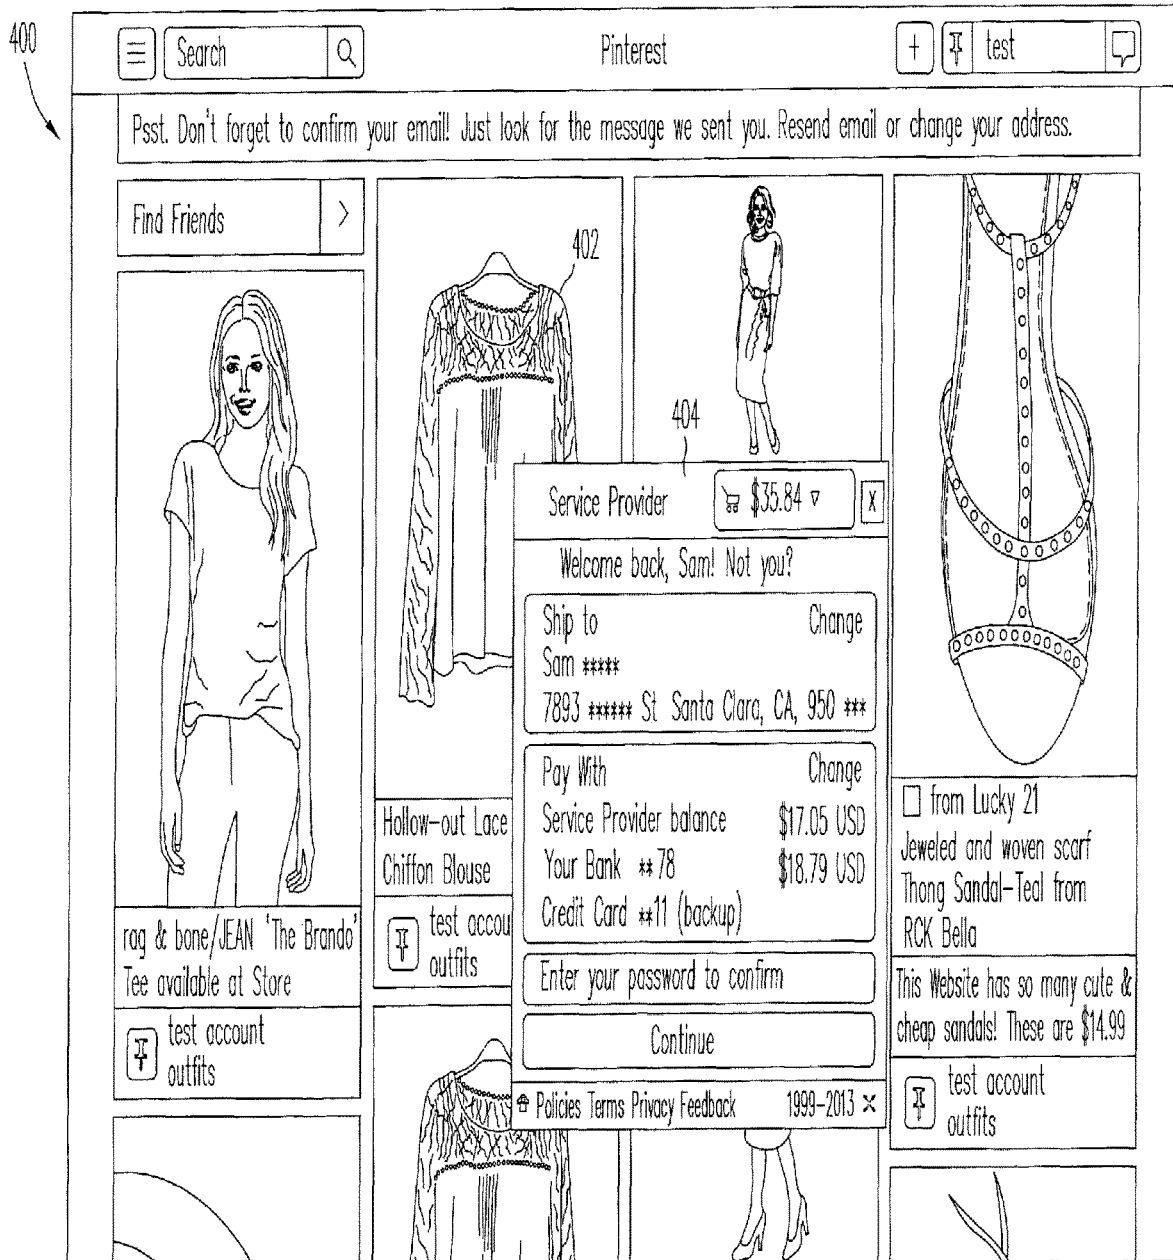 400
Search
Pinterest
+
test
Psst. Don't forget to confirm your email! Just look for the message we sent you. Resend email or change your address.
Find Friends
>
402
404
rag & bone/JEAN 'The Brando'
Tee available at Store
test account
outfits
Hollow-out Lace
Chiffon Blouse
test accou
outfits
Service Provider
$35.84
X
Welcome back, Sam! Not you?
Ship to Change
Sam *****
7893 ****** St Santa Clara, CA, 950 ***
Pay With Change
Service Provider balance $17.05 USD
Your Bank **78 $18.79 USD
Credit Card **11 (backup)
Enter your password to confirm
Continue
Policies Terms Privacy Feedback 1999-2013
from Lucky 21
Jeweled and woven scarf
Thong Sandal-Teal from
RCK Bella
This Website has so many cute &
cheap sandals! These are $14.99
test account
outfits